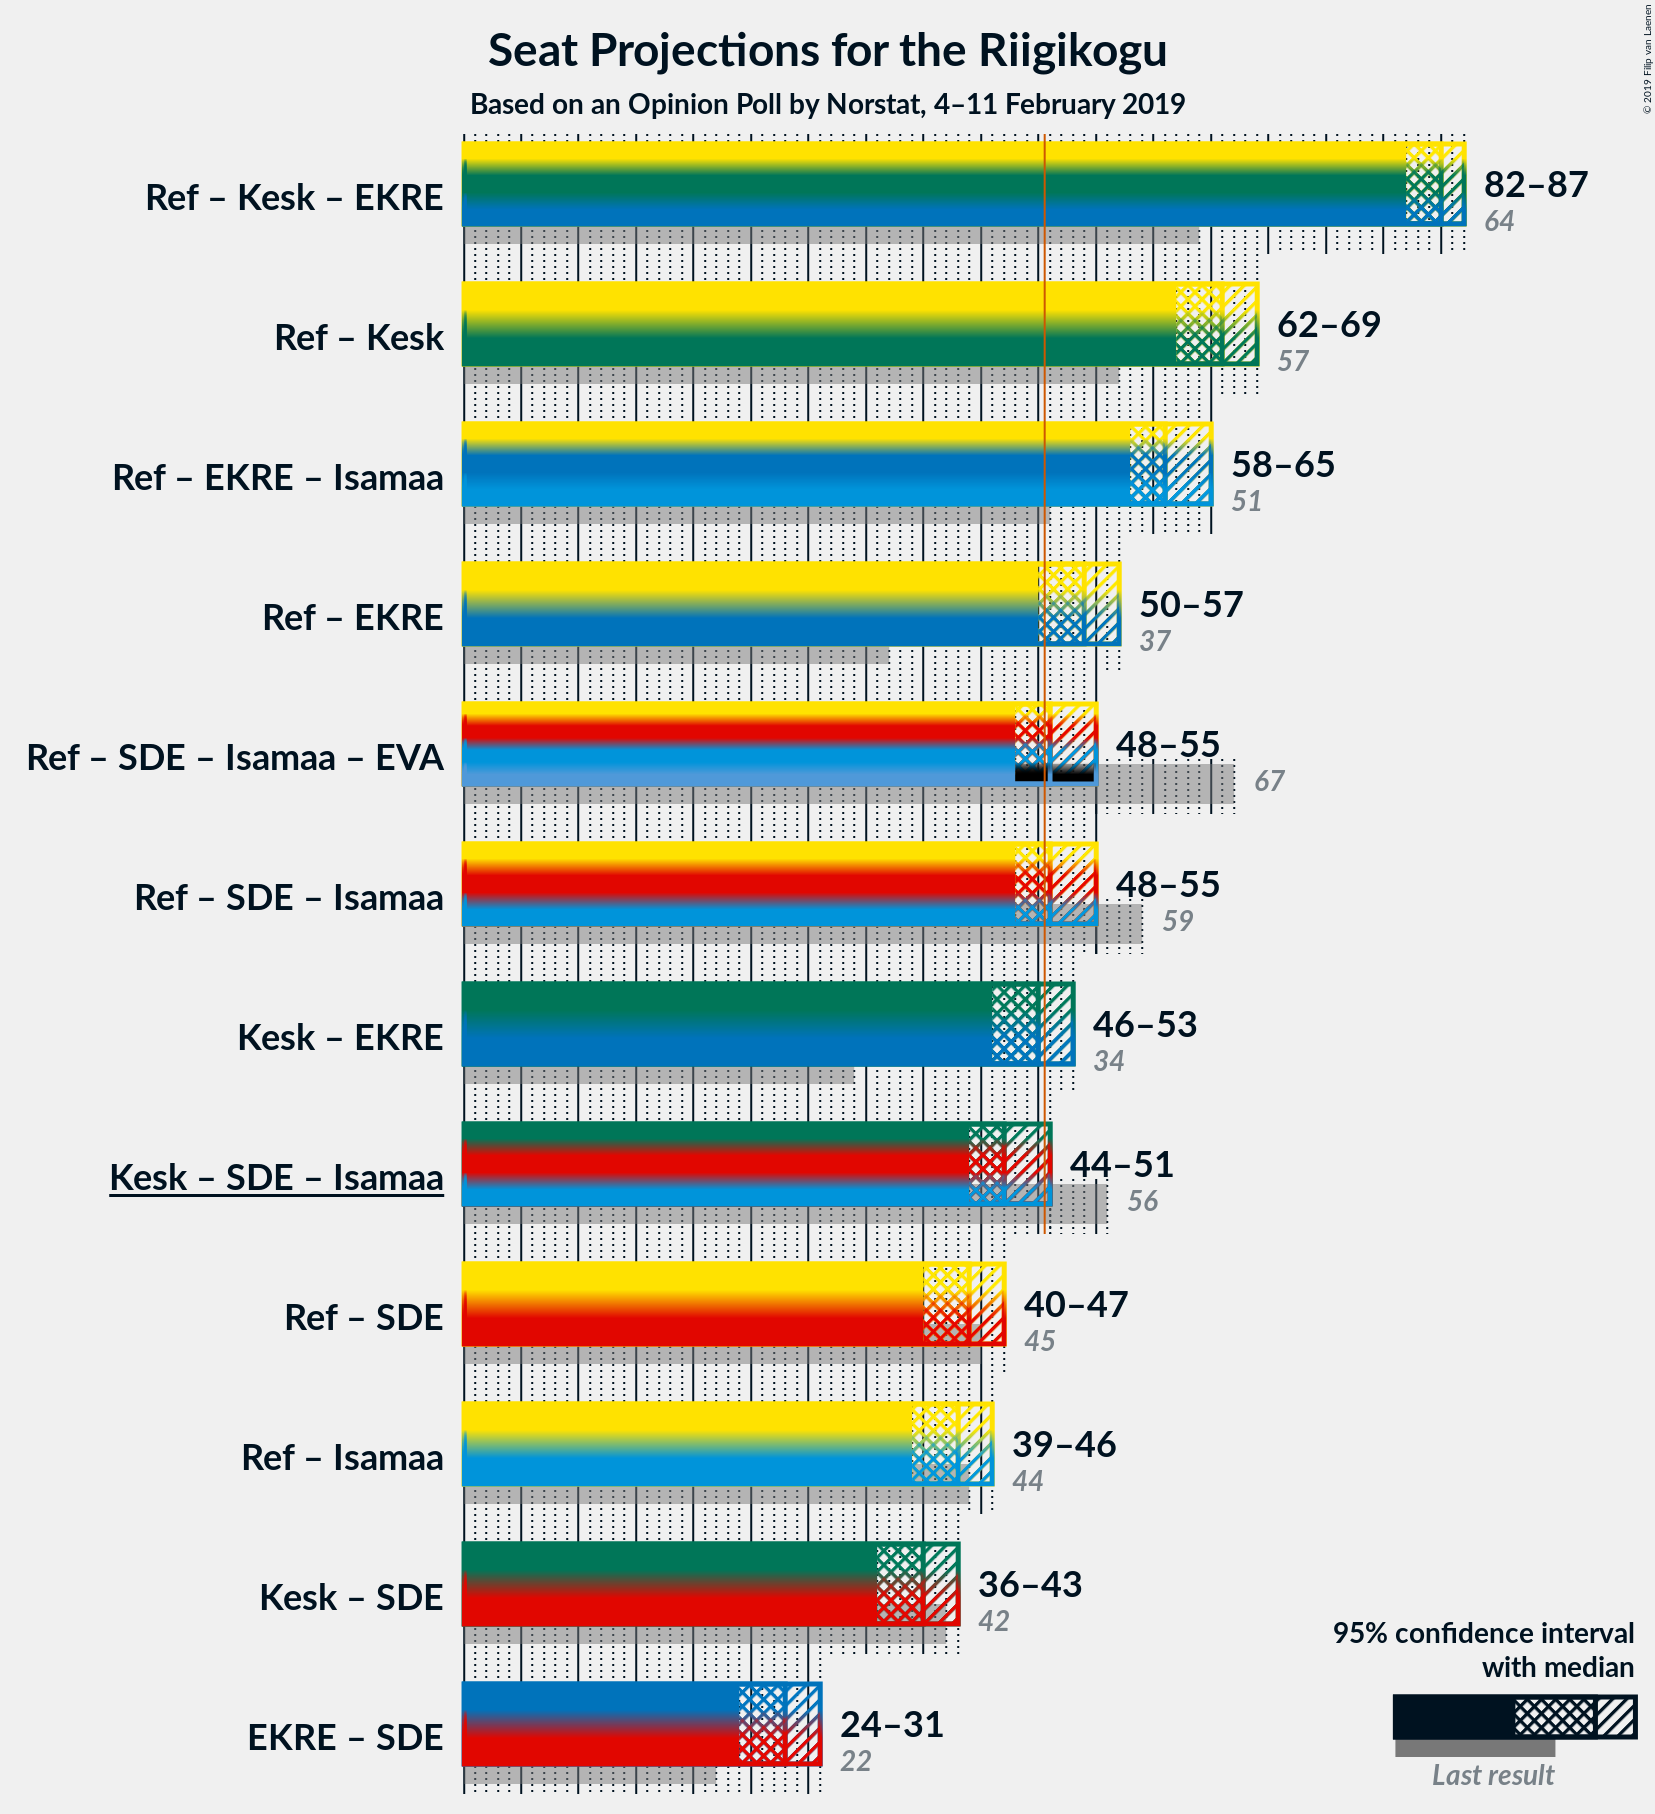 Seat Projections for the Riigikogu
Based on an Opinion Poll by Norstat, 4–11 February 2019
© 2019 Filip van Laenen
Ref – Kesk – EKRE
82–87
64
Ref – Kesk
62–69
57
Ref – EKRE – Isamaa
58–65
51
Ref – EKRE
50–57
37
Ref – SDE – Isamaa – EVA
48–55
67
Ref – SDE – Isamaa
48–55
59
Kesk – EKRE
46–53
34
Kesk – SDE – Isamaa
44–51
56
Ref – SDE
40–47
45
Ref – Isamaa
39–46
44
Kesk – SDE
36–43
42
EKRE – SDE
24–31
22
95% confidence interval
with median
Last result